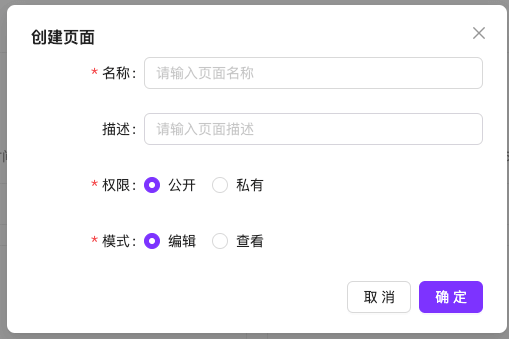 创建页面
* 名称: 请输入页面名称
描述: 请输入页面描述
* 权限: 公开 私有
* 模式: 编辑 查看
取 消 确 定